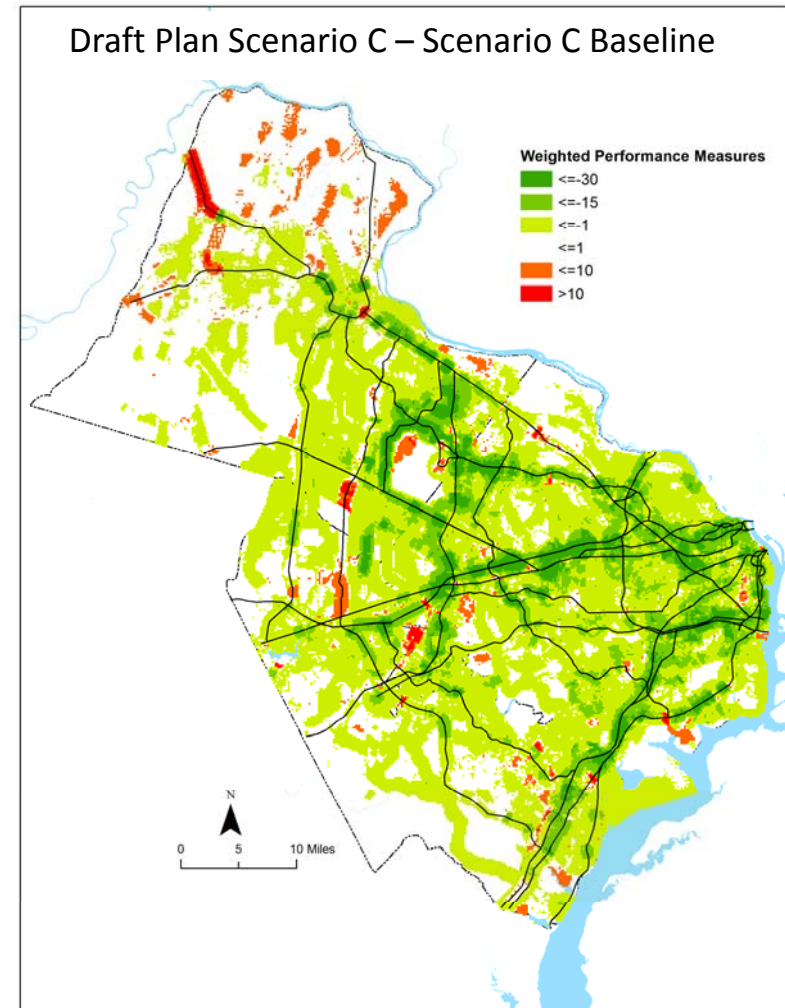 Draft Plan Scenario C – Scenario C Baseline
Weighted Performance Measures
<=-30
<=-15
<=-1
<=1
<=10
>10
N
0 5 10 Miles